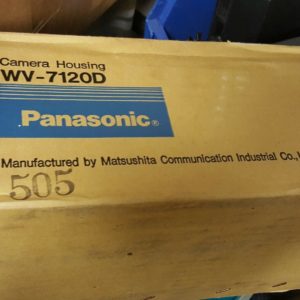 Camera Housing
WV-7120D
Panasonic®
Manufactured by Matsushita Communication Industrial Co.,
505